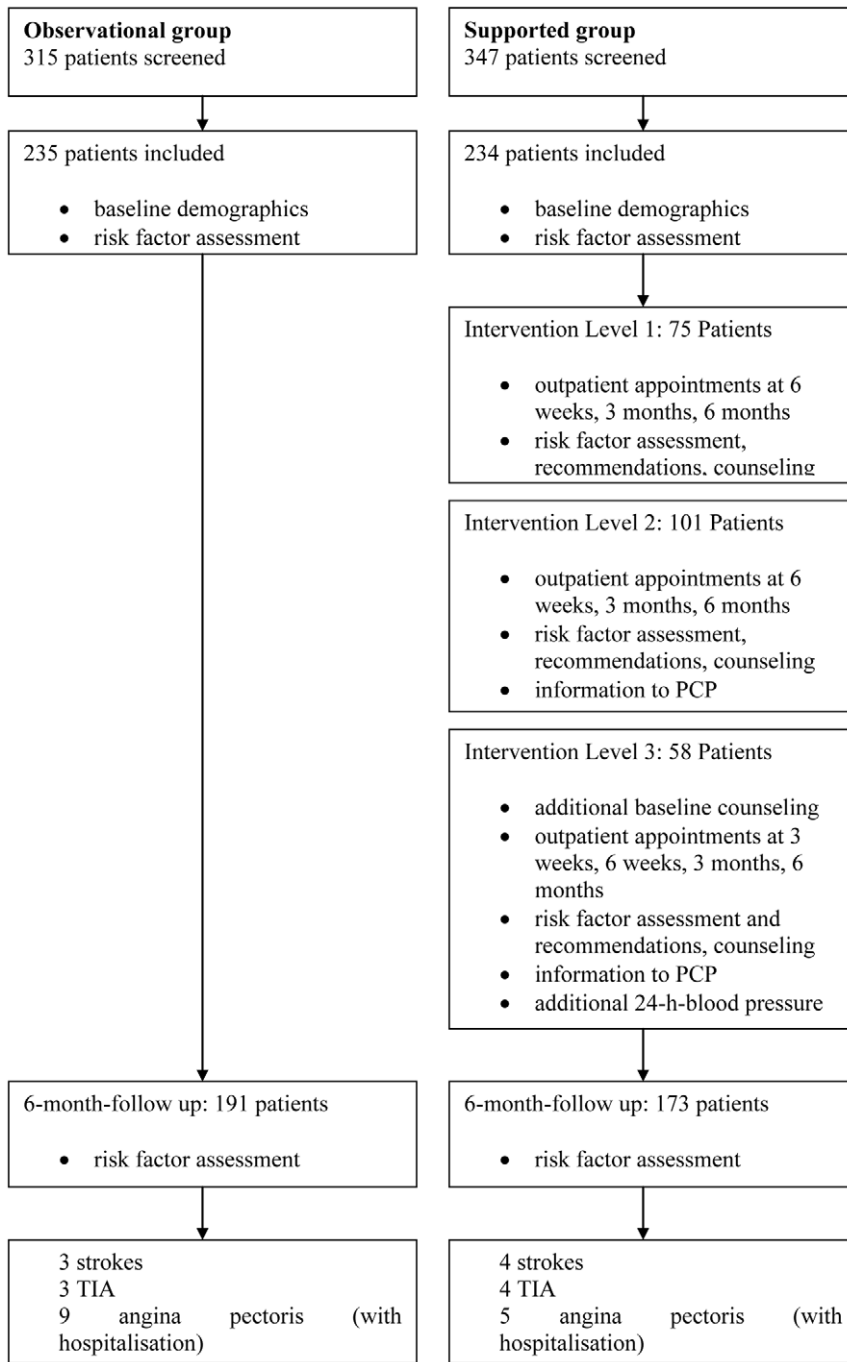 Observational group
315 patients screened
Supported group
347 patients screened
235 patients included
• baseline demographics
• risk factor assessment
234 patients included
• baseline demographics
• risk factor assessment
Intervention Level 1: 75 Patients
• outpatient appointments at 6
weeks, 3 months, 6 months
• risk factor assessment,
recommendations, counseling
Intervention Level 2: 101 Patients
• outpatient appointments at 6
weeks, 3 months, 6 months
• risk factor assessment,
recommendations, counseling
• information to PCP
Intervention Level 3: 58 Patients
• additional baseline counseling
• outpatient appointments at 3
weeks, 6 weeks, 3 months, 6
months
• risk factor assessment and
recommendations, counseling
• information to PCP
• additional 24-h-blood pressure
6-month-follow up: 191 patients
• risk factor assessment
6-month-follow up: 173 patients
• risk factor assessment
3 strokes
3 TIA
9 angina pectoris (with
hospitalisation)
4 strokes
4 TIA
5 angina pectoris (with
hospitalisation)